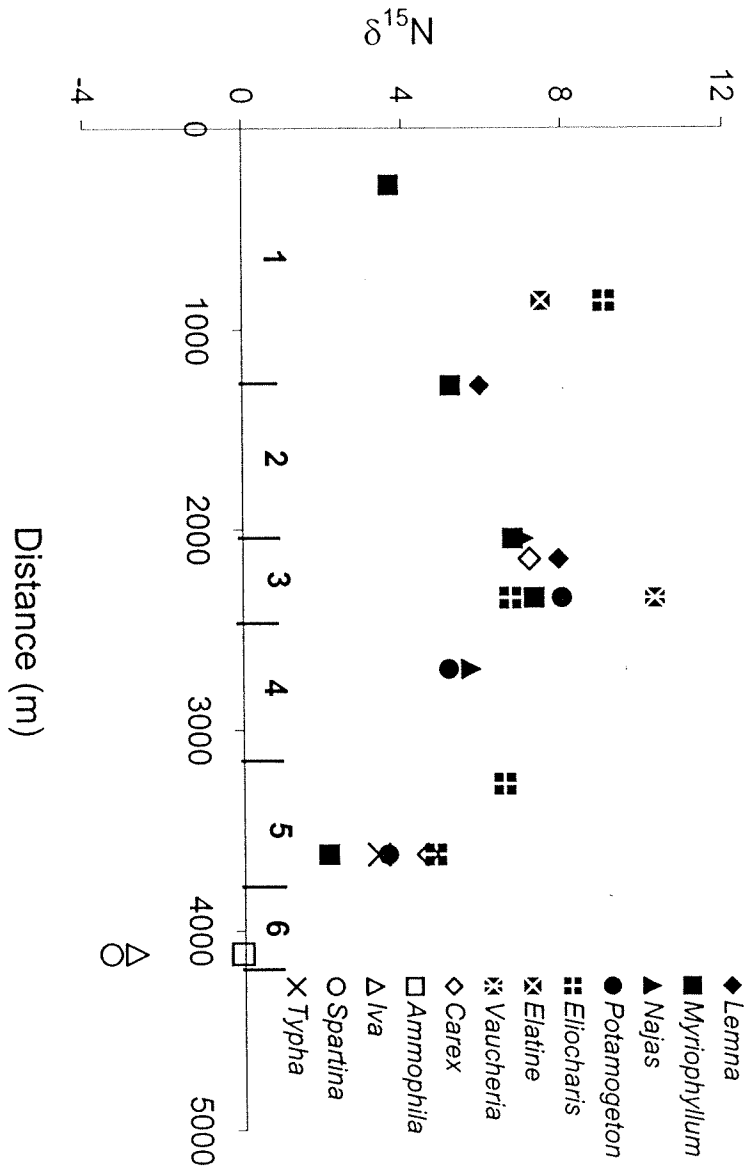 δ¹⁵N
12
8
4
0
-4
0
1000
2000
3000
4000
5000
1
2
3
4
5
6
Distance (m)
Lemna
Myriophyllum
Najas
Potamogeton
Eliocharis
Elatine
Vaucheria
Carex
Ammophila
Iva
Spartina
Typha